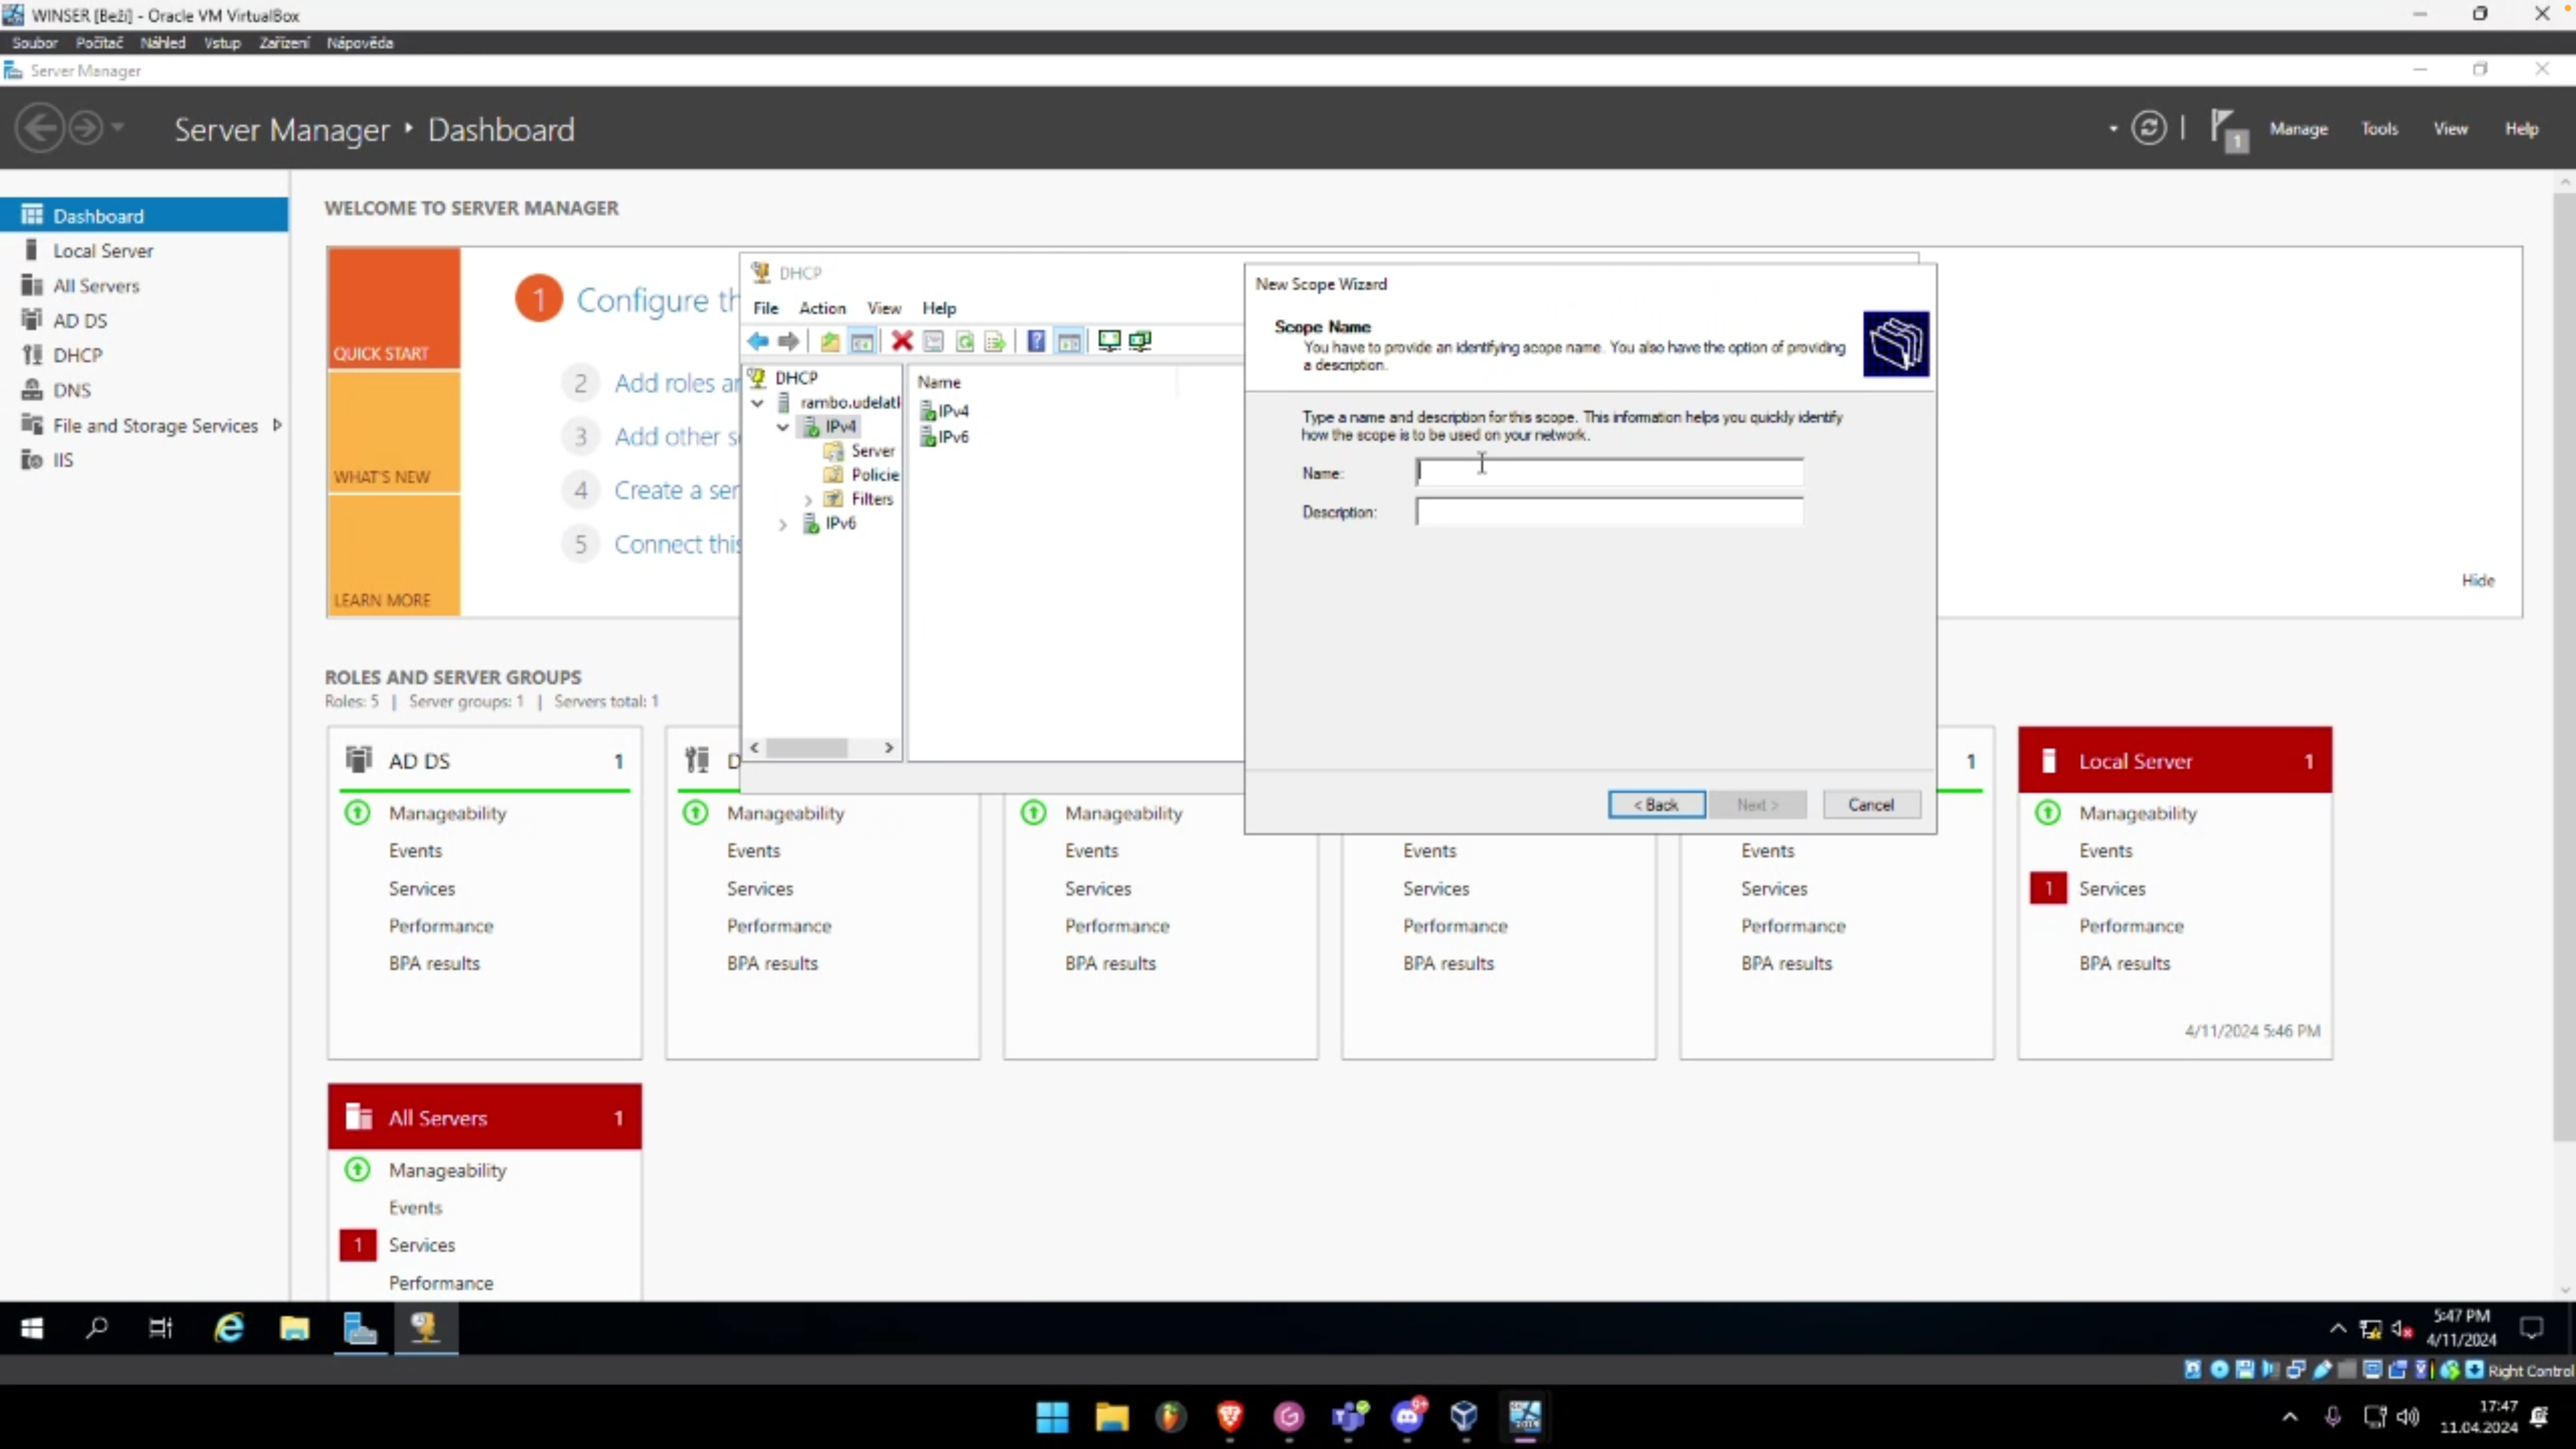 WINSER [Beží] - Oracle VM VirtualBox
Soubor Počítač Náhled Vstup Zařízení Nápověda
Server Manager
Server Manager ‣ Dashboard
1
Manage Tools View Help
Dashboard
Local Server
All Servers
AD DS
DHCP
DNS
File and Storage Services
IIS
WELCOME TO SERVER MANAGER
QUICK START
WHAT'S NEW
LEARN MORE
1 Configure th
2 Add roles ar
3 Add other s
4 Create a ser
5 Connect this
Hide
DHCP
File Action View Help
DHCP
rambo.udelatl
IPv4
Server
Policie
Filters
IPv6
Name
IPv4
IPv6
New Scope Wizard
Scope Name
You have to provide an identifying scope name. You also have the option of providing
a description.
Type a name and description for this scope. This information helps you quickly identify
how the scope is to be used on your network.
Name:
Description:
< Back Next > Cancel
ROLES AND SERVER GROUPS
Roles: 5 | Server groups: 1 | Servers total: 1
AD DS 1
Manageability
Events
Services
Performance
BPA results
D
Manageability
Events
Services
Performance
BPA results
Manageability
Events
Services
Performance
BPA results
Events
Services
Performance
BPA results
1
Events
Services
Performance
BPA results
Local Server 1
Manageability
Events
1 Services
Performance
BPA results
4/11/2024 5:46 PM
All Servers 1
Manageability
Events
1 Services
Performance
5:47 PM
4/11/2024
Right Control
9+
17:47
11.04.2024